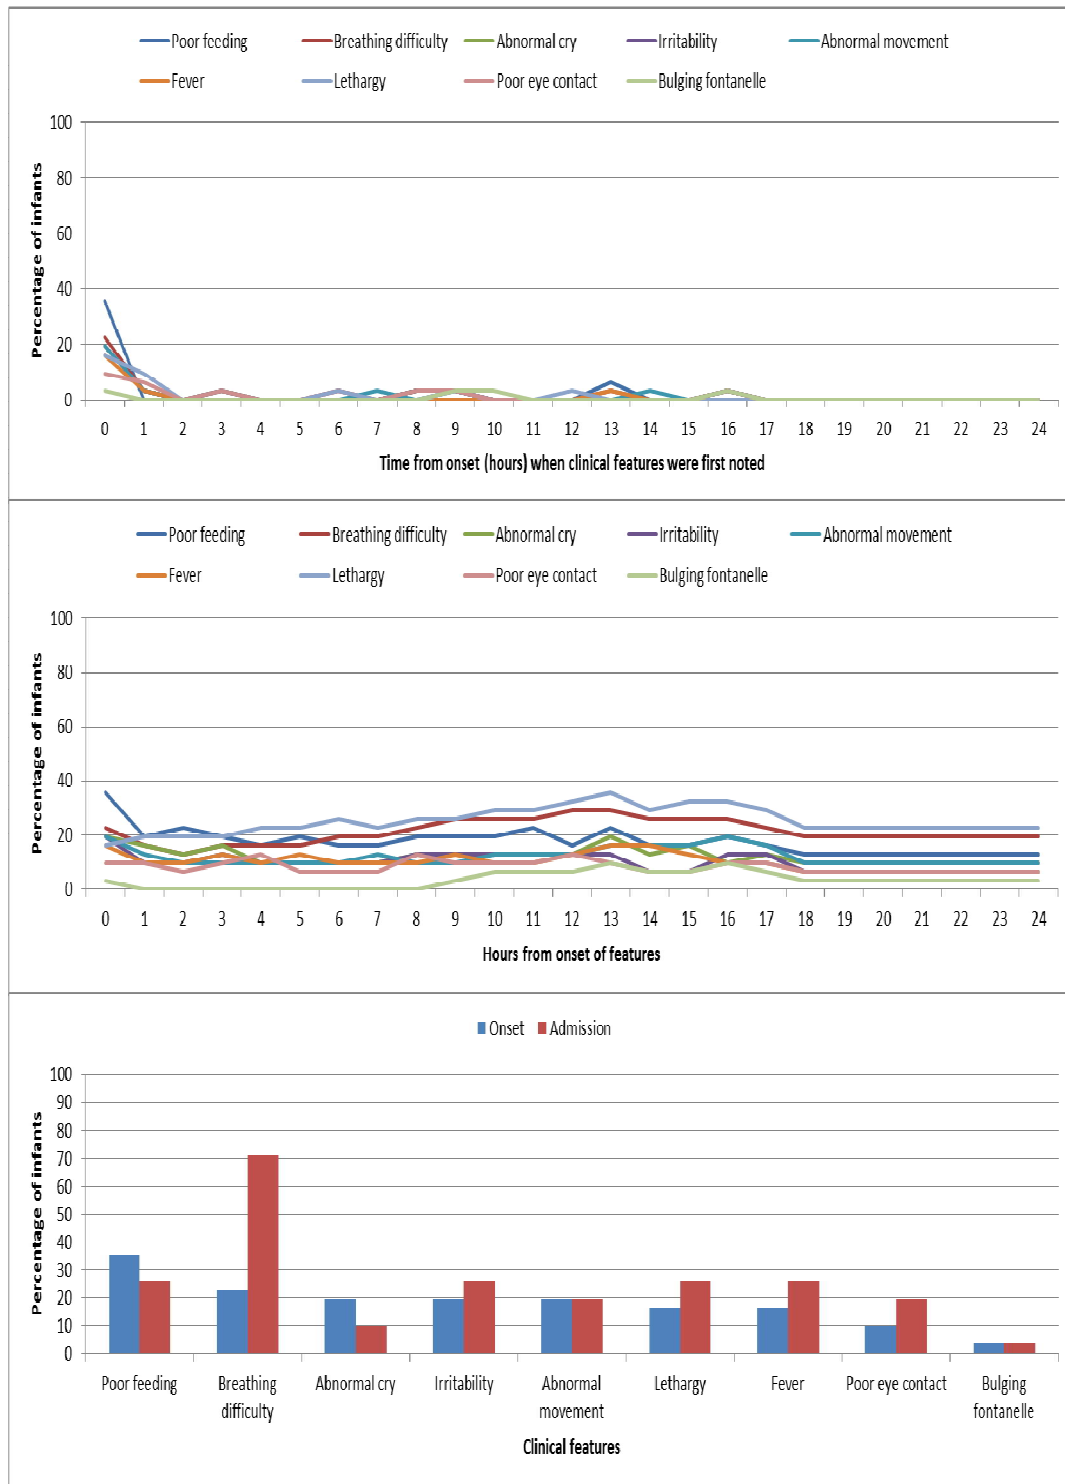 Poor feeding Breathing difficulty Abnormal cry Irritability Abnormal movement
Fever Lethargy Poor eye contact Bulging fontanelle
100
80
60
40
20
0
Percentage of infants
0 1 2 3 4 5 6 7 8 9 10 11 12 13 14 15 16 17 18 19 20 21 22 23 24
Time from onset (hours) when clinical features were first noted
Poor feeding Breathing difficulty Abnormal cry Irritability Abnormal movement
Fever Lethargy Poor eye contact Bulging fontanelle
100
80
60
40
20
0
Percentage of infants
0 1 2 3 4 5 6 7 8 9 10 11 12 13 14 15 16 17 18 19 20 21 22 23 24
Hours from onset of features
Onset Admission
100
90
80
70
60
50
40
30
20
10
0
Percentage of infants
Poor feeding Breathing Abnormal cry Irritability Abnormal Lethargy Fever Poor eye contact Bulging
difficulty movement fontanelle
Clinical features